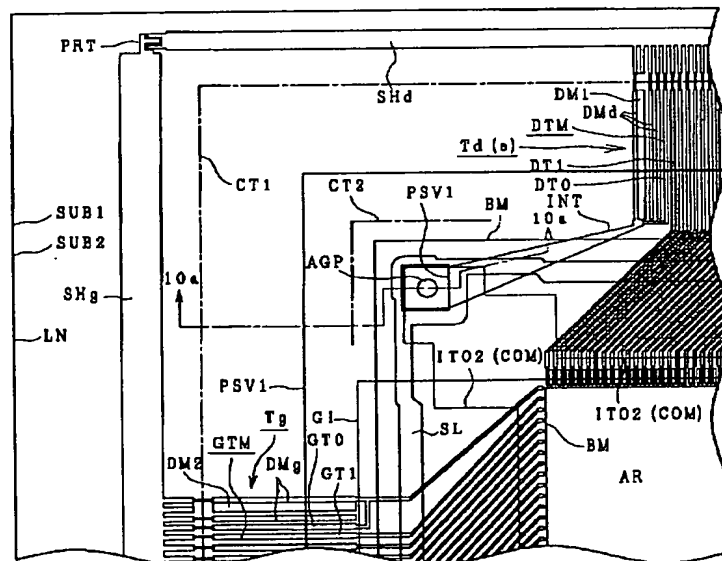 PRT
SHd
DM1
DMd
DTM
Td (s)
DT1
DT0
CT1
CT2
PSV1
BM
INT
10a
SUB1
SUB2
AGP
10a
SHg
LN
ITO2 (COM)
PSV1
G1
Tg
ITO2 (COM)
GTM
GT0
SL
BM
DM2
DMg
GT1
AR